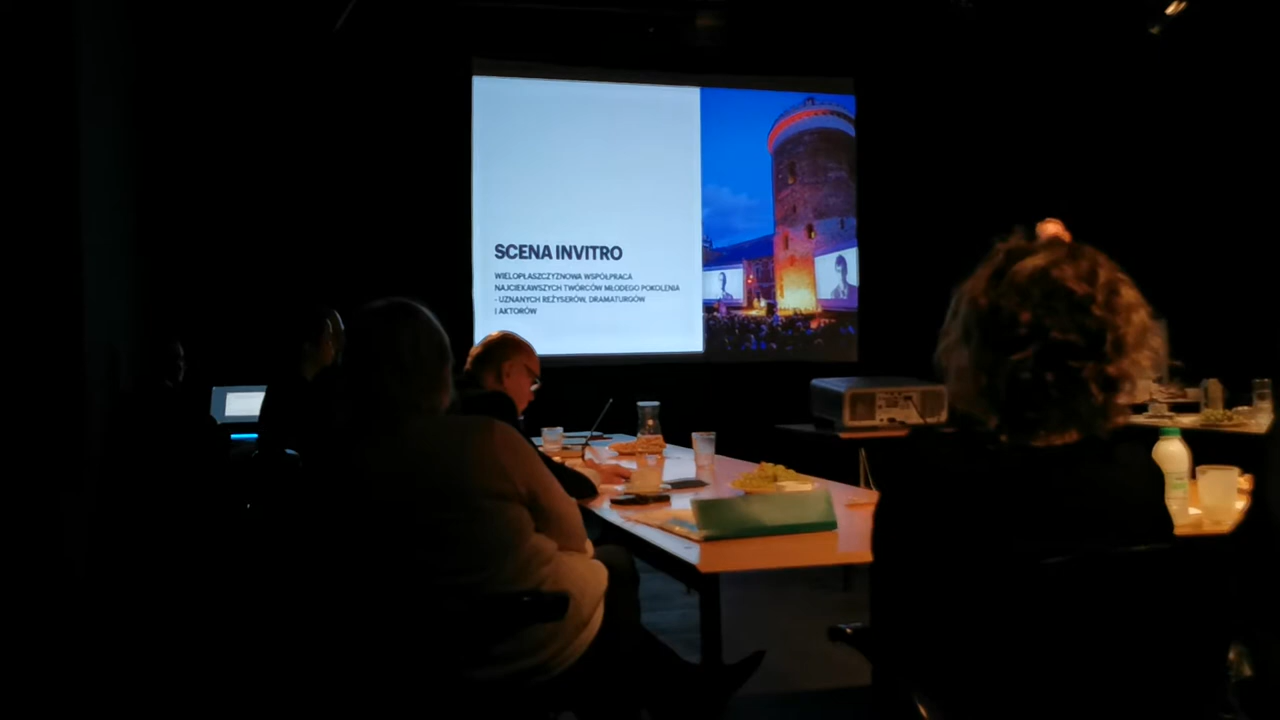 SCENA INVITRO
WIELOPŁASZCZYZNOWA WSPÓŁPRACA
NAJCIEKAWSZYCH TWÓRCÓW MŁODEGO POKOLENIA
- UZNANYCH REŻYSERÓW, DRAMATURGÓW
I AKTORÓW